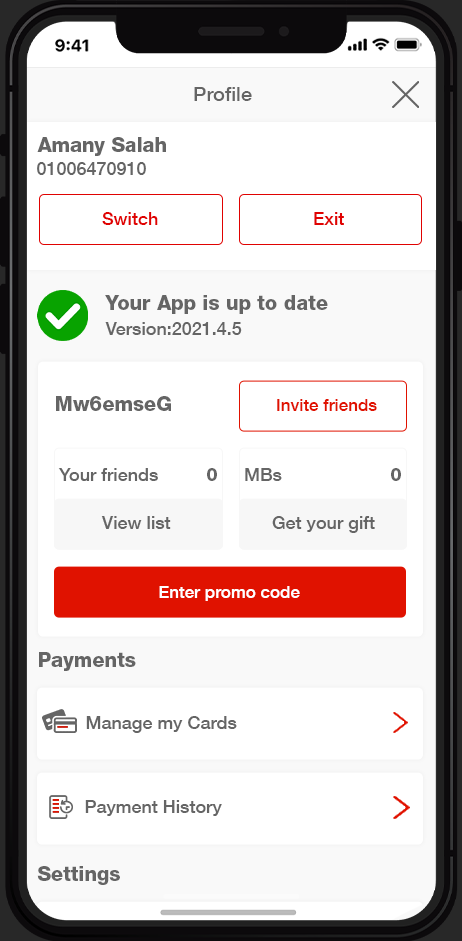 9:41
Profile
Amany Salah
01006470910
Switch
Exit
Your App is up to date
Version:2021.4.5
Mw6emseG
Invite friends
Your friends 0
MBs 0
View list
Get your gift
Enter promo code
Payments
Manage my Cards
Payment History
Settings